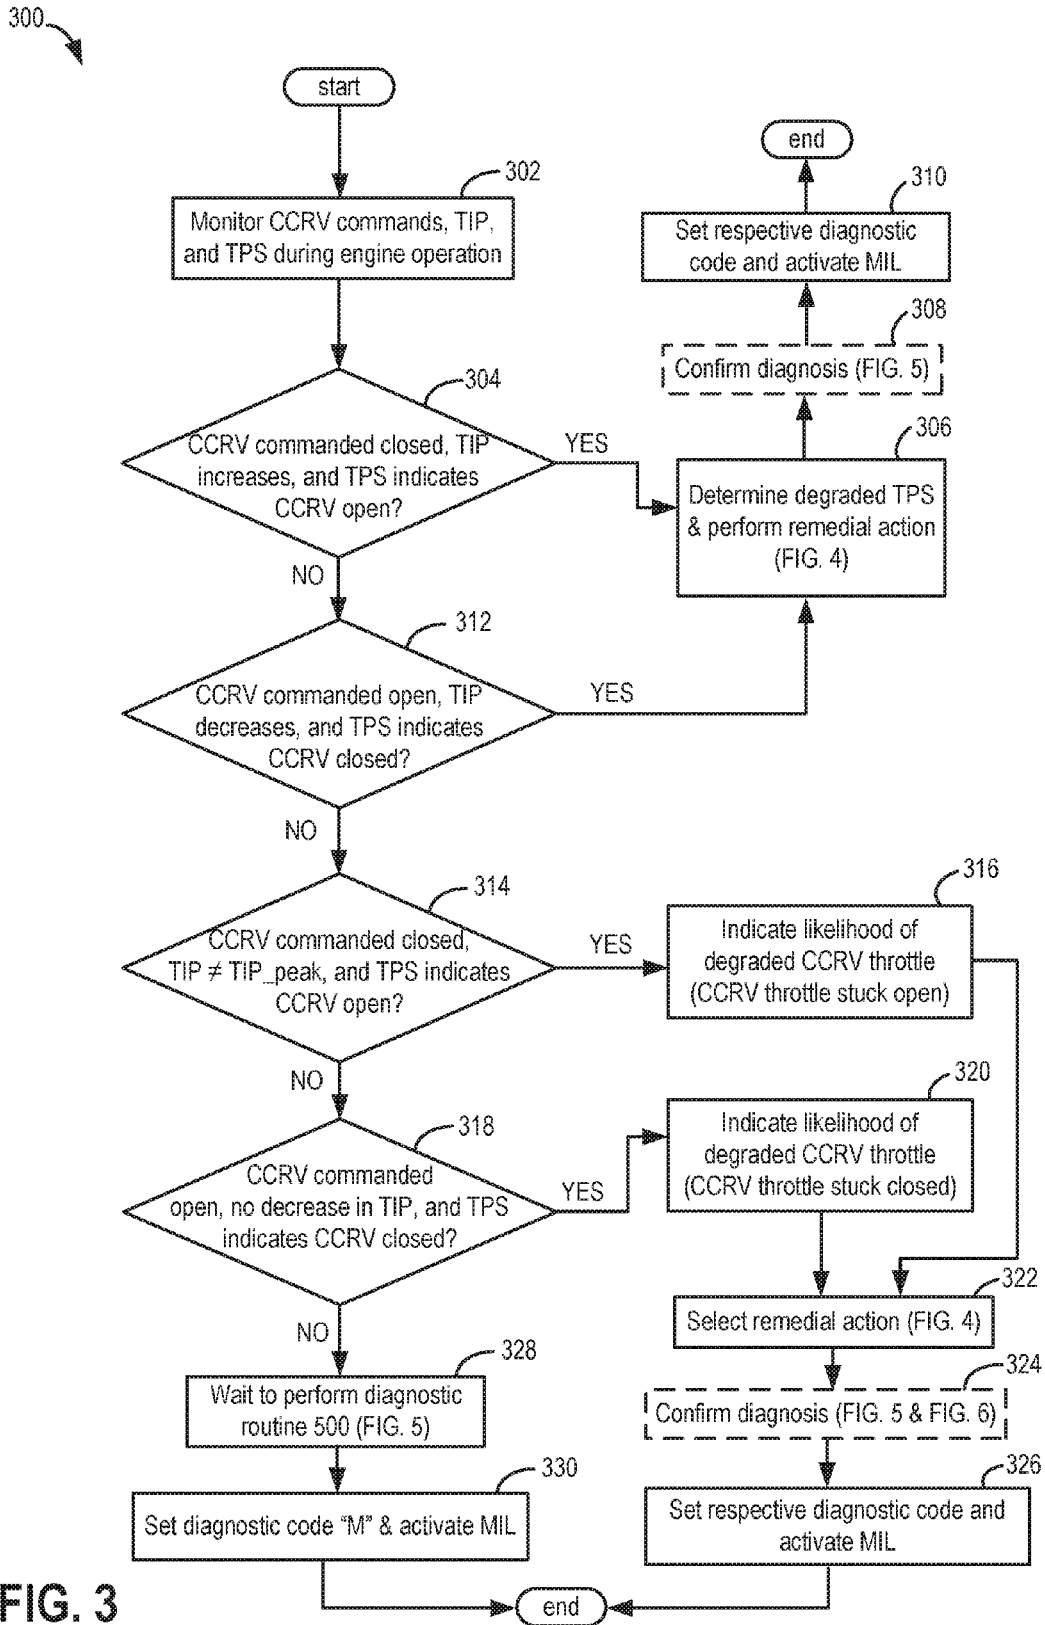 300
start
302
Monitor CCRV commands, TIP,
and TPS during engine operation
end
310
Set respective diagnostic
code and activate MIL
308
Confirm diagnosis (FIG. 5)
304
CCRV commanded closed, TIP
increases, and TPS indicates
CCRV open?
YES
306
Determine degraded TPS
& perform remedial action
(FIG. 4)
NO
312
CCRV commanded open, TIP
decreases, and TPS indicates
CCRV closed?
YES
NO
314
CCRV commanded closed,
TIP ≠ TIP_peak, and TPS indicates
CCRV open?
YES
316
Indicate likelihood of
degraded CCRV throttle
(CCRV throttle stuck open)
NO
318
CCRV commanded
open, no decrease in TIP, and TPS
indicates CCRV closed?
YES
320
Indicate likelihood of
degraded CCRV throttle
(CCRV throttle stuck closed)
322
Select remedial action (FIG. 4)
NO
328
Wait to perform diagnostic
routine 500 (FIG. 5)
324
Confirm diagnosis (FIG. 5 & FIG. 6)
330
Set diagnostic code “M” & activate MIL
326
Set respective diagnostic code and
activate MIL
end
FIG. 3